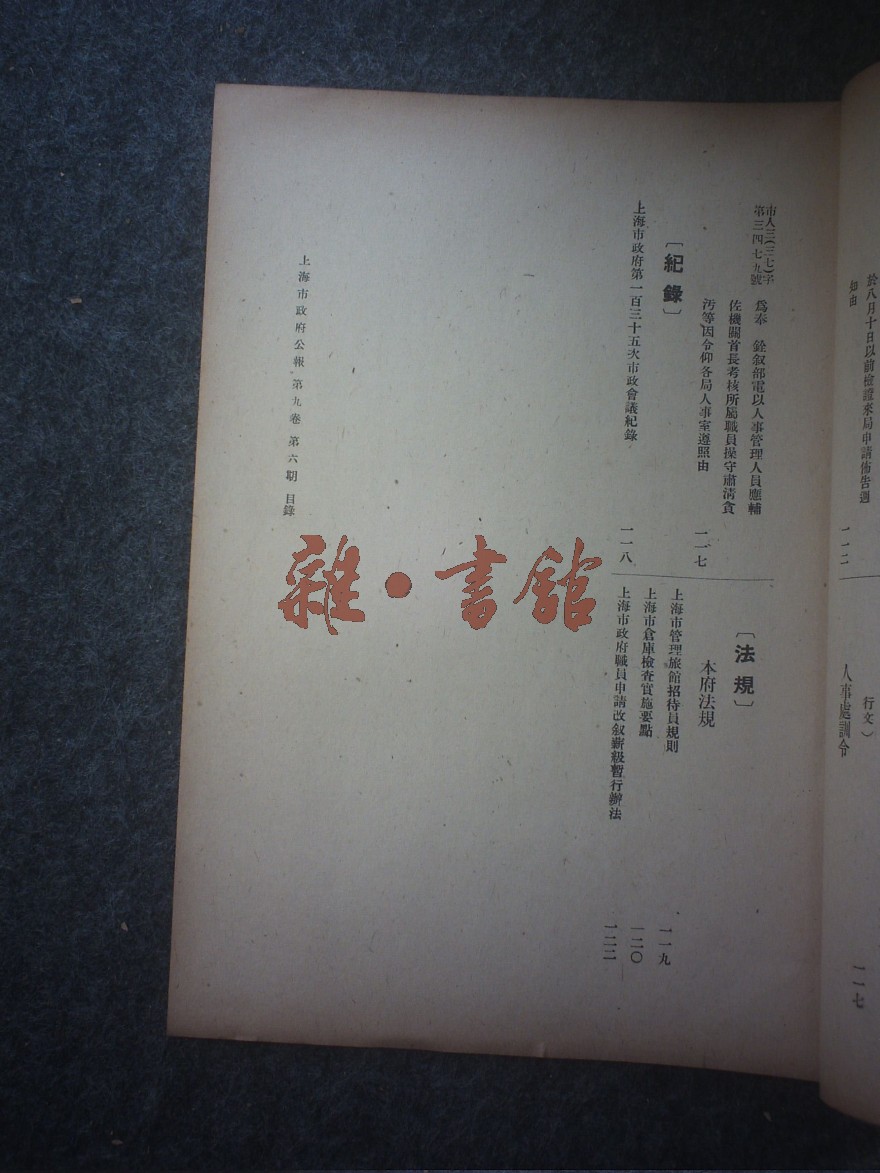 於八月十日以前檢證來局申請佈告週
知由
一一二
行文）
人事處訓令
一一七
市人三(三七)字
第三四七九號
為奉　銓敘部電以人事管理人員應輔
佐機關首長考核所屬職員操守肅清貪
污等因令仰各局人事室遵照由
一一七
〔紀錄〕
上海市政府第一百三十五次市政會議紀錄
一一八
〔法規〕
本府法規
上海市管理旅館招待員規則
一一九
上海市倉庫檢查實施要點
一二〇
上海市政府職員申請改敘薪級暫行辦法
一二二
上海市政府公報 第九卷 第六期 目錄
雜·書館